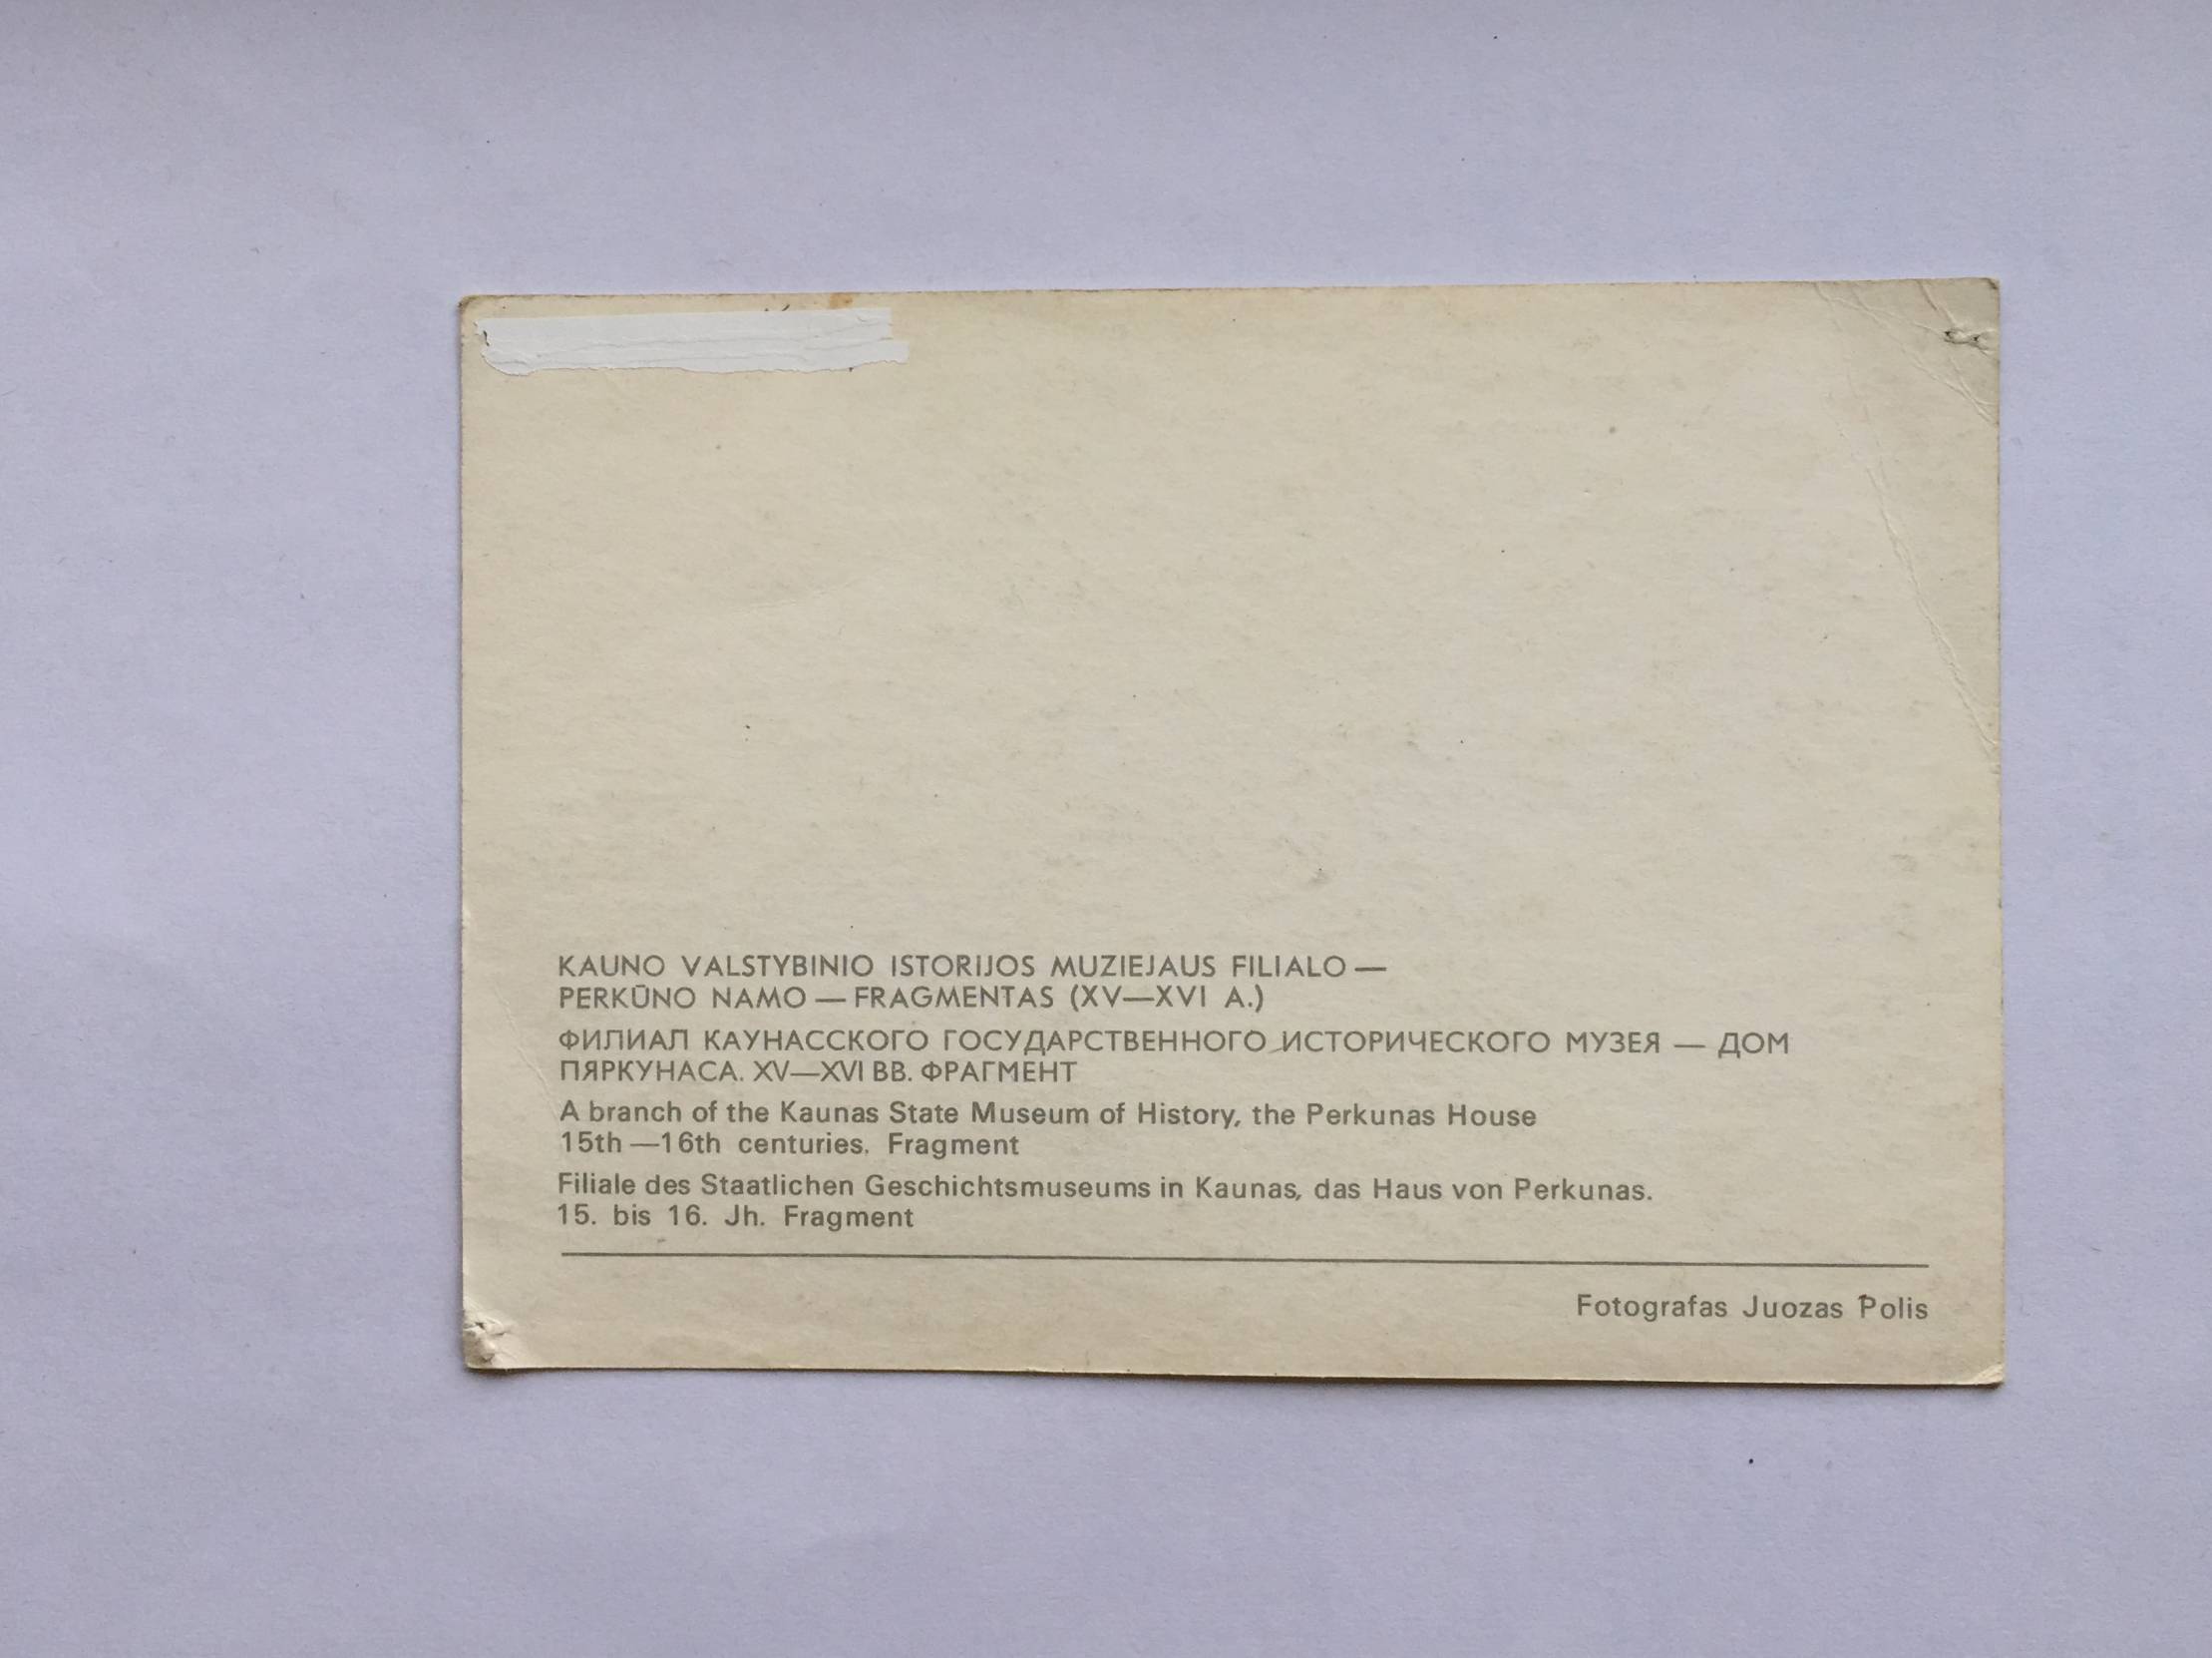 KAUNO VALSTYBINIO ISTORIJOS MUZIEJAUS FILIALO —
PERKŪNO NAMO — FRAGMENTAS (XV—XVI A.)
ФИЛИАЛ КАУНАССКОГО ГОСУДАРСТВЕННОГО ИСТОРИЧЕСКОГО МУЗЕЯ — ДОМ
ПЯРКУНАСА. XV—XVI ВВ. ФРАГМЕНТ
A branch of the Kaunas State Museum of History, the Perkunas House
15th—16th centuries. Fragment
Filiale des Staatlichen Geschichtsmuseums in Kaunas, das Haus von Perkunas.
15. bis 16. Jh. Fragment
Fotografas Juozas Polis